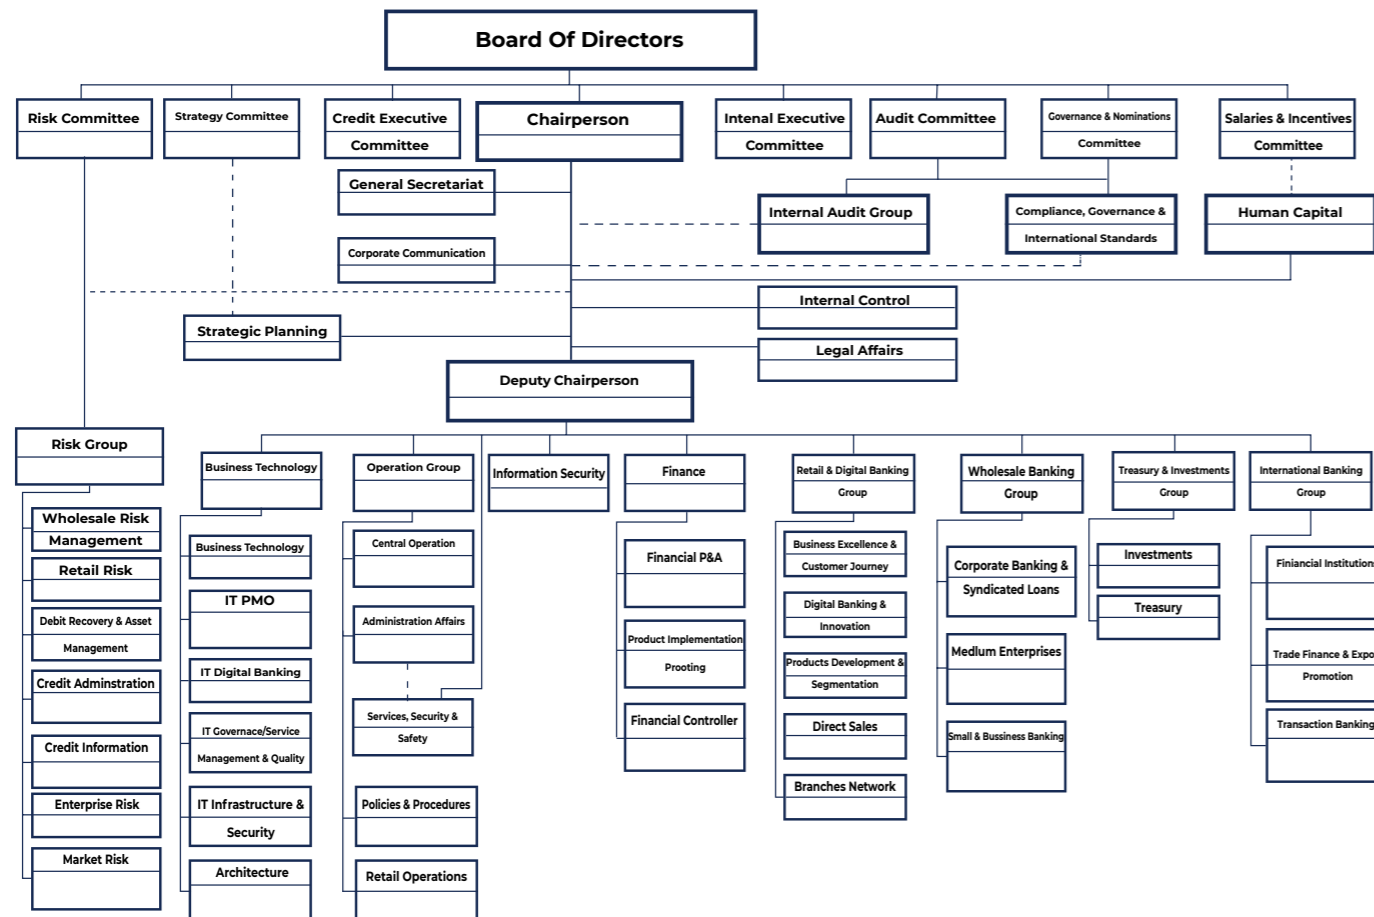 Board Of Directors
Risk Committee
Strategy Committee
Credit Executive
Committee
Chairperson
Intenal Executive
Committee
Audit Committee
Governance & Nominations
Committee
Salaries & Incentives
Committee
General Secretariat
Internal Audit Group
Compliance, Governance &
International Standards
Human Capital
Corporate Communication
Internal Control
Strategic Planning
Legal Affairs
Deputy Chairperson
Risk Group
Business Technology
Operation Group
Information Security
Finance
Retail & Digital Banking
Group
Wholesale Banking
Group
Treasury & Investments
Group
International Banking
Group
Wholesale Risk
Management
Retail Risk
Debit Recovery & Asset
Management
Credit Adminstration
Credit Information
Enterprise Risk
Market Risk
Business Technology
IT PMO
IT Digital Banking
IT Governace/Service
Management & Quality
IT Infrastructure &
Security
Architecture
Central Operation
Administration Affairs
Services, Security &
Safety
Policies & Procedures
Retail Operations
Financial P&A
Product Implementation
Prooting
Financial Controller
Business Excellence &
Customer Journey
Digital Banking &
Innovation
Products Development &
Segmentation
Direct Sales
Branches Network
Corporate Banking &
Syndicated Loans
Medlum Enterprises
Small & Bussiness Banking
Investments
Treasury
Finiancial Institutions
Trade Finance & Expo
Promotion
Transaction Banking